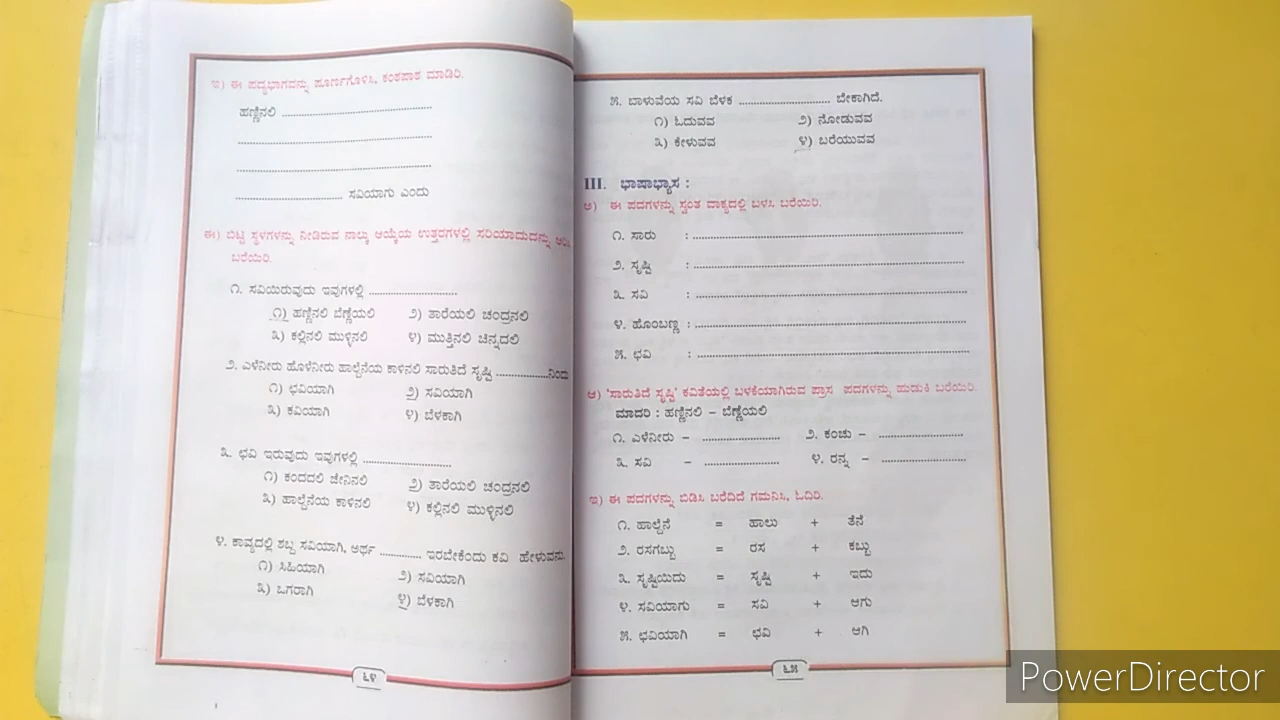 ಇ) ಈ ಪದ್ಯಭಾಗವನ್ನು ಪೂರ್ಣಗೊಳಿಸಿ, ಕಂಠಪಾಠ ಮಾಡಿರಿ.
ಹಣ್ಣಿನಲಿ ........................................
........................................
........................................
............................ ಸವಿಯಾಗು ಎಂದು
ಈ) ಬಿಟ್ಟ ಸ್ಥಳಗಳನ್ನು ನೀಡಿರುವ ನಾಲ್ಕು ಆಯ್ಕೆಯ ಉತ್ತರಗಳಲ್ಲಿ ಸರಿಯಾದುದನ್ನು ಆರಿಸಿ
ಬರೆಯಿರಿ.
೧. ಸವಿಯಿರುವುದು ಇವುಗಳಲ್ಲಿ ........................
೧) ಹಣ್ಣಿನಲಿ ಬೆಣ್ಣೆಯಲಿ ೨) ತಾರೆಯಲಿ ಚಂದ್ರನಲಿ
೩) ಕಲ್ಲಿನಲಿ ಮುಳ್ಳಿನಲಿ ೪) ಮುತ್ತಿನಲಿ ಚಿನ್ನದಲಿ
೨. ಎಳೆನೀರು ಹೊಳೆನೀರು ಹಾಲ್ದೆನೆಯ ಕಾಳಿನಲಿ ಸಾರುತಿದೆ ಸೃಷ್ಟಿ ..................ನಿಂದು
೧) ಛವಿಯಾಗಿ ೨) ಸವಿಯಾಗಿ
೩) ಕವಿಯಾಗಿ ೪) ಬೆಳಕಾಗಿ
೩. ಛವಿ ಇರುವುದು ಇವುಗಳಲ್ಲಿ ........................
೧) ಕಂದದಲಿ ಜೇನಿನಲಿ ೨) ತಾರೆಯಲಿ ಚಂದ್ರನಲಿ
೩) ಹಾಲ್ದೆನೆಯ ಕಾಳಿನಲಿ ೪) ಕಲ್ಲಿನಲಿ ಮುಳ್ಳಿನಲಿ
೪. ಕಾವ್ಯದಲ್ಲಿ ಶಬ್ದ ಸವಿಯಾಗಿ, ಅರ್ಥ ............. ಇರಬೇಕೆಂದು ಕವಿ ಹೇಳುವನು.
೧) ಸಿಹಿಯಾಗಿ ೨) ಸವಿಯಾಗಿ
೩) ಒಗರಾಗಿ ೪) ಬೆಳಕಾಗಿ
೬೪
೫. ಬಾಳುವೆಯ ಸವಿ ಬೆಳಕ ........................... ಬೇಕಾಗಿದೆ.
೧) ಓದುವವ ೨) ನೋಡುವವ
೩) ಕೇಳುವವ ೪) ಬರೆಯುವವ
III. ಭಾಷಾಭ್ಯಾಸ :
ಅ) ಈ ಪದಗಳನ್ನು ಸ್ವಂತ ವಾಕ್ಯದಲ್ಲಿ ಬಳಸಿ ಬರೆಯಿರಿ.
೧. ಸಾರು : ........................................
೨. ಸೃಷ್ಟಿ : ........................................
೩. ಸವಿ : ........................................
೪. ಹೊಂಬಣ್ಣ : ........................................
೫. ಛವಿ : ........................................
ಆ) 'ಸಾರುತಿದೆ ಸೃಷ್ಟಿ' ಕವಿತೆಯಲ್ಲಿ ಬಳಕೆಯಾಗಿರುವ ಪ್ರಾಸ ಪದಗಳನ್ನು ಹುಡುಕಿ ಬರೆಯಿರಿ.
ಮಾದರಿ : ಹಣ್ಣಿನಲಿ – ಬೆಣ್ಣೆಯಲಿ
೧. ಎಳೆನೀರು – ...................... ೨. ಕಂಚು – ........................
೩. ಸವಿ – ...................... ೪. ರನ್ನ – ........................
ಇ) ಈ ಪದಗಳನ್ನು ಬಿಡಿಸಿ ಬರೆದಿದೆ ಗಮನಿಸಿ, ಓದಿರಿ.
೧. ಹಾಲ್ದೆನೆ = ಹಾಲು + ತೆನೆ
೨. ರಸಗಬ್ಬು = ರಸ + ಕಬ್ಬು
೩. ಸೃಷ್ಟಿಯಿದು = ಸೃಷ್ಟಿ + ಇದು
೪. ಸವಿಯಾಗು = ಸವಿ + ಆಗು
೫. ಛವಿಯಾಗಿ = ಛವಿ + ಆಗಿ
೬೫
PowerDirector